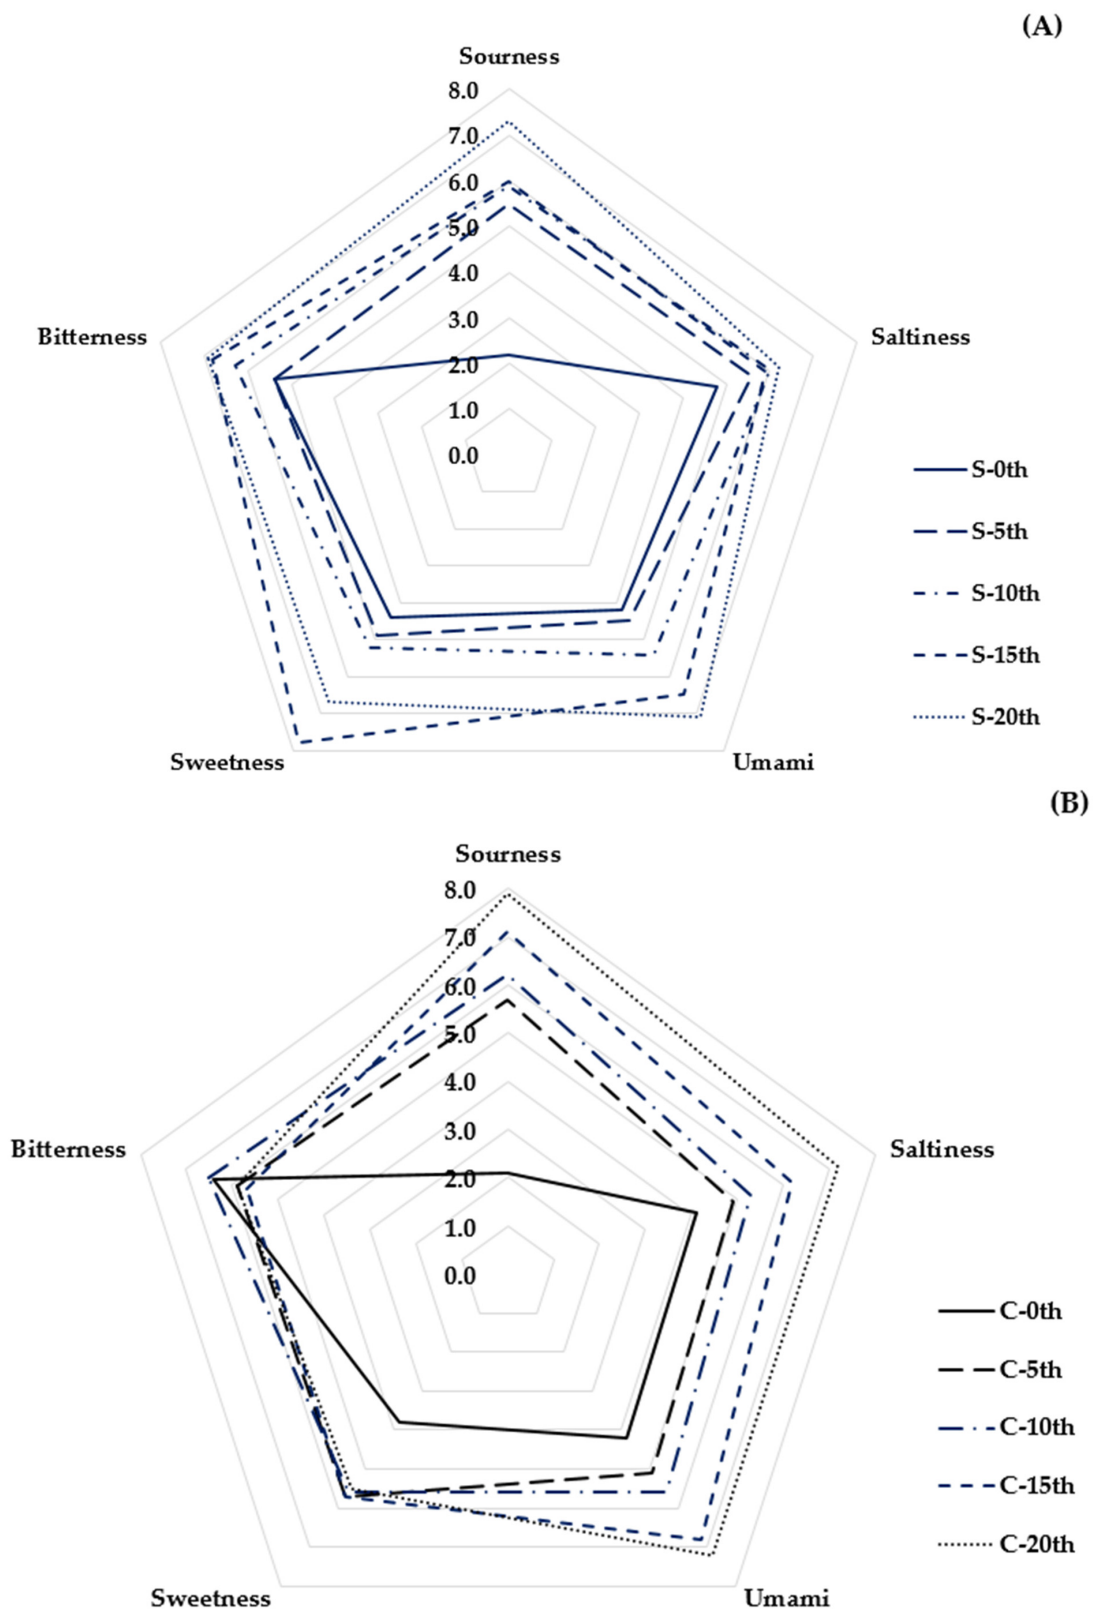 (A)
Sourness
8.0
7.0
6.0
5.0
4.0
3.0
2.0
1.0
0.0
Bitterness
Saltiness
Sweetness
Umami
S-0th
S-5th
S-10th
S-15th
S-20th
(B)
Sourness
8.0
7.0
6.0
5.0
4.0
3.0
2.0
1.0
0.0
Bitterness
Saltiness
Sweetness
Umami
C-0th
C-5th
C-10th
C-15th
C-20th